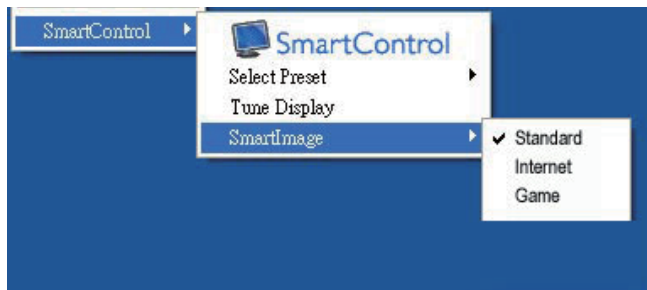 SmartControl
SmartControl
Select Preset
Tune Display
SmartImage
Standard
Internet
Game